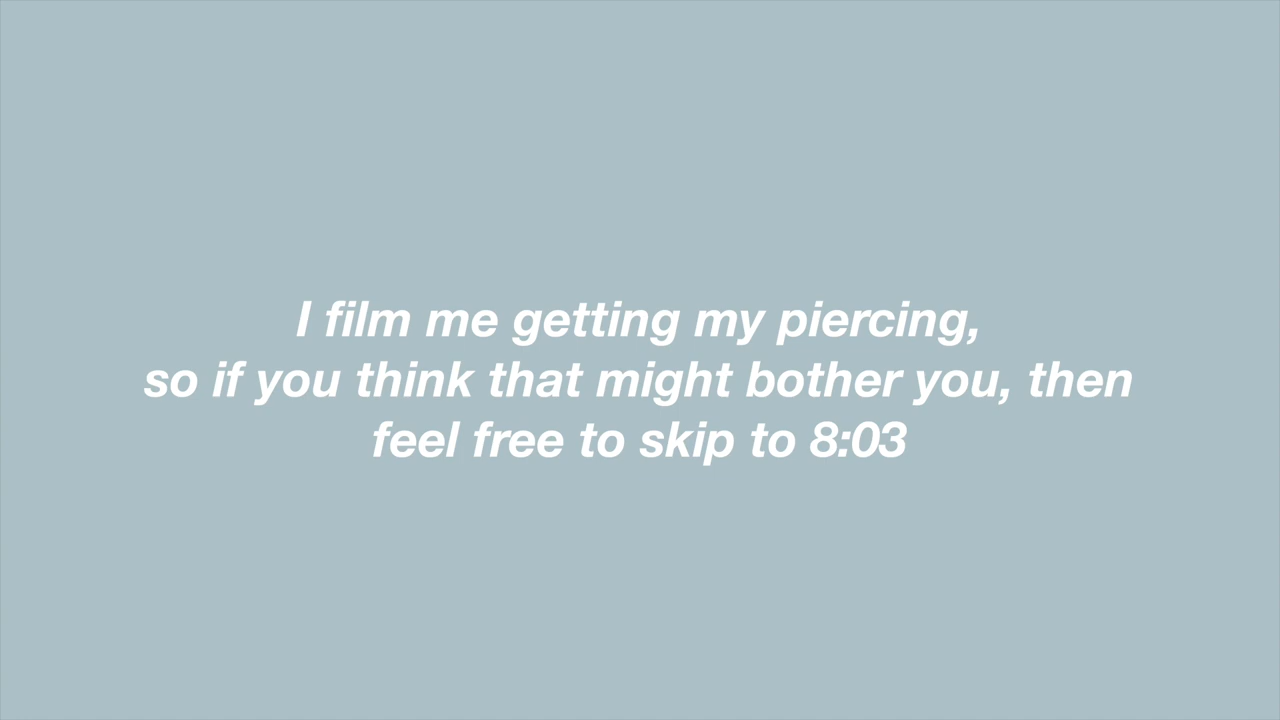 I film me getting my piercing,
so if you think that might bother you, then
feel free to skip to 8:03